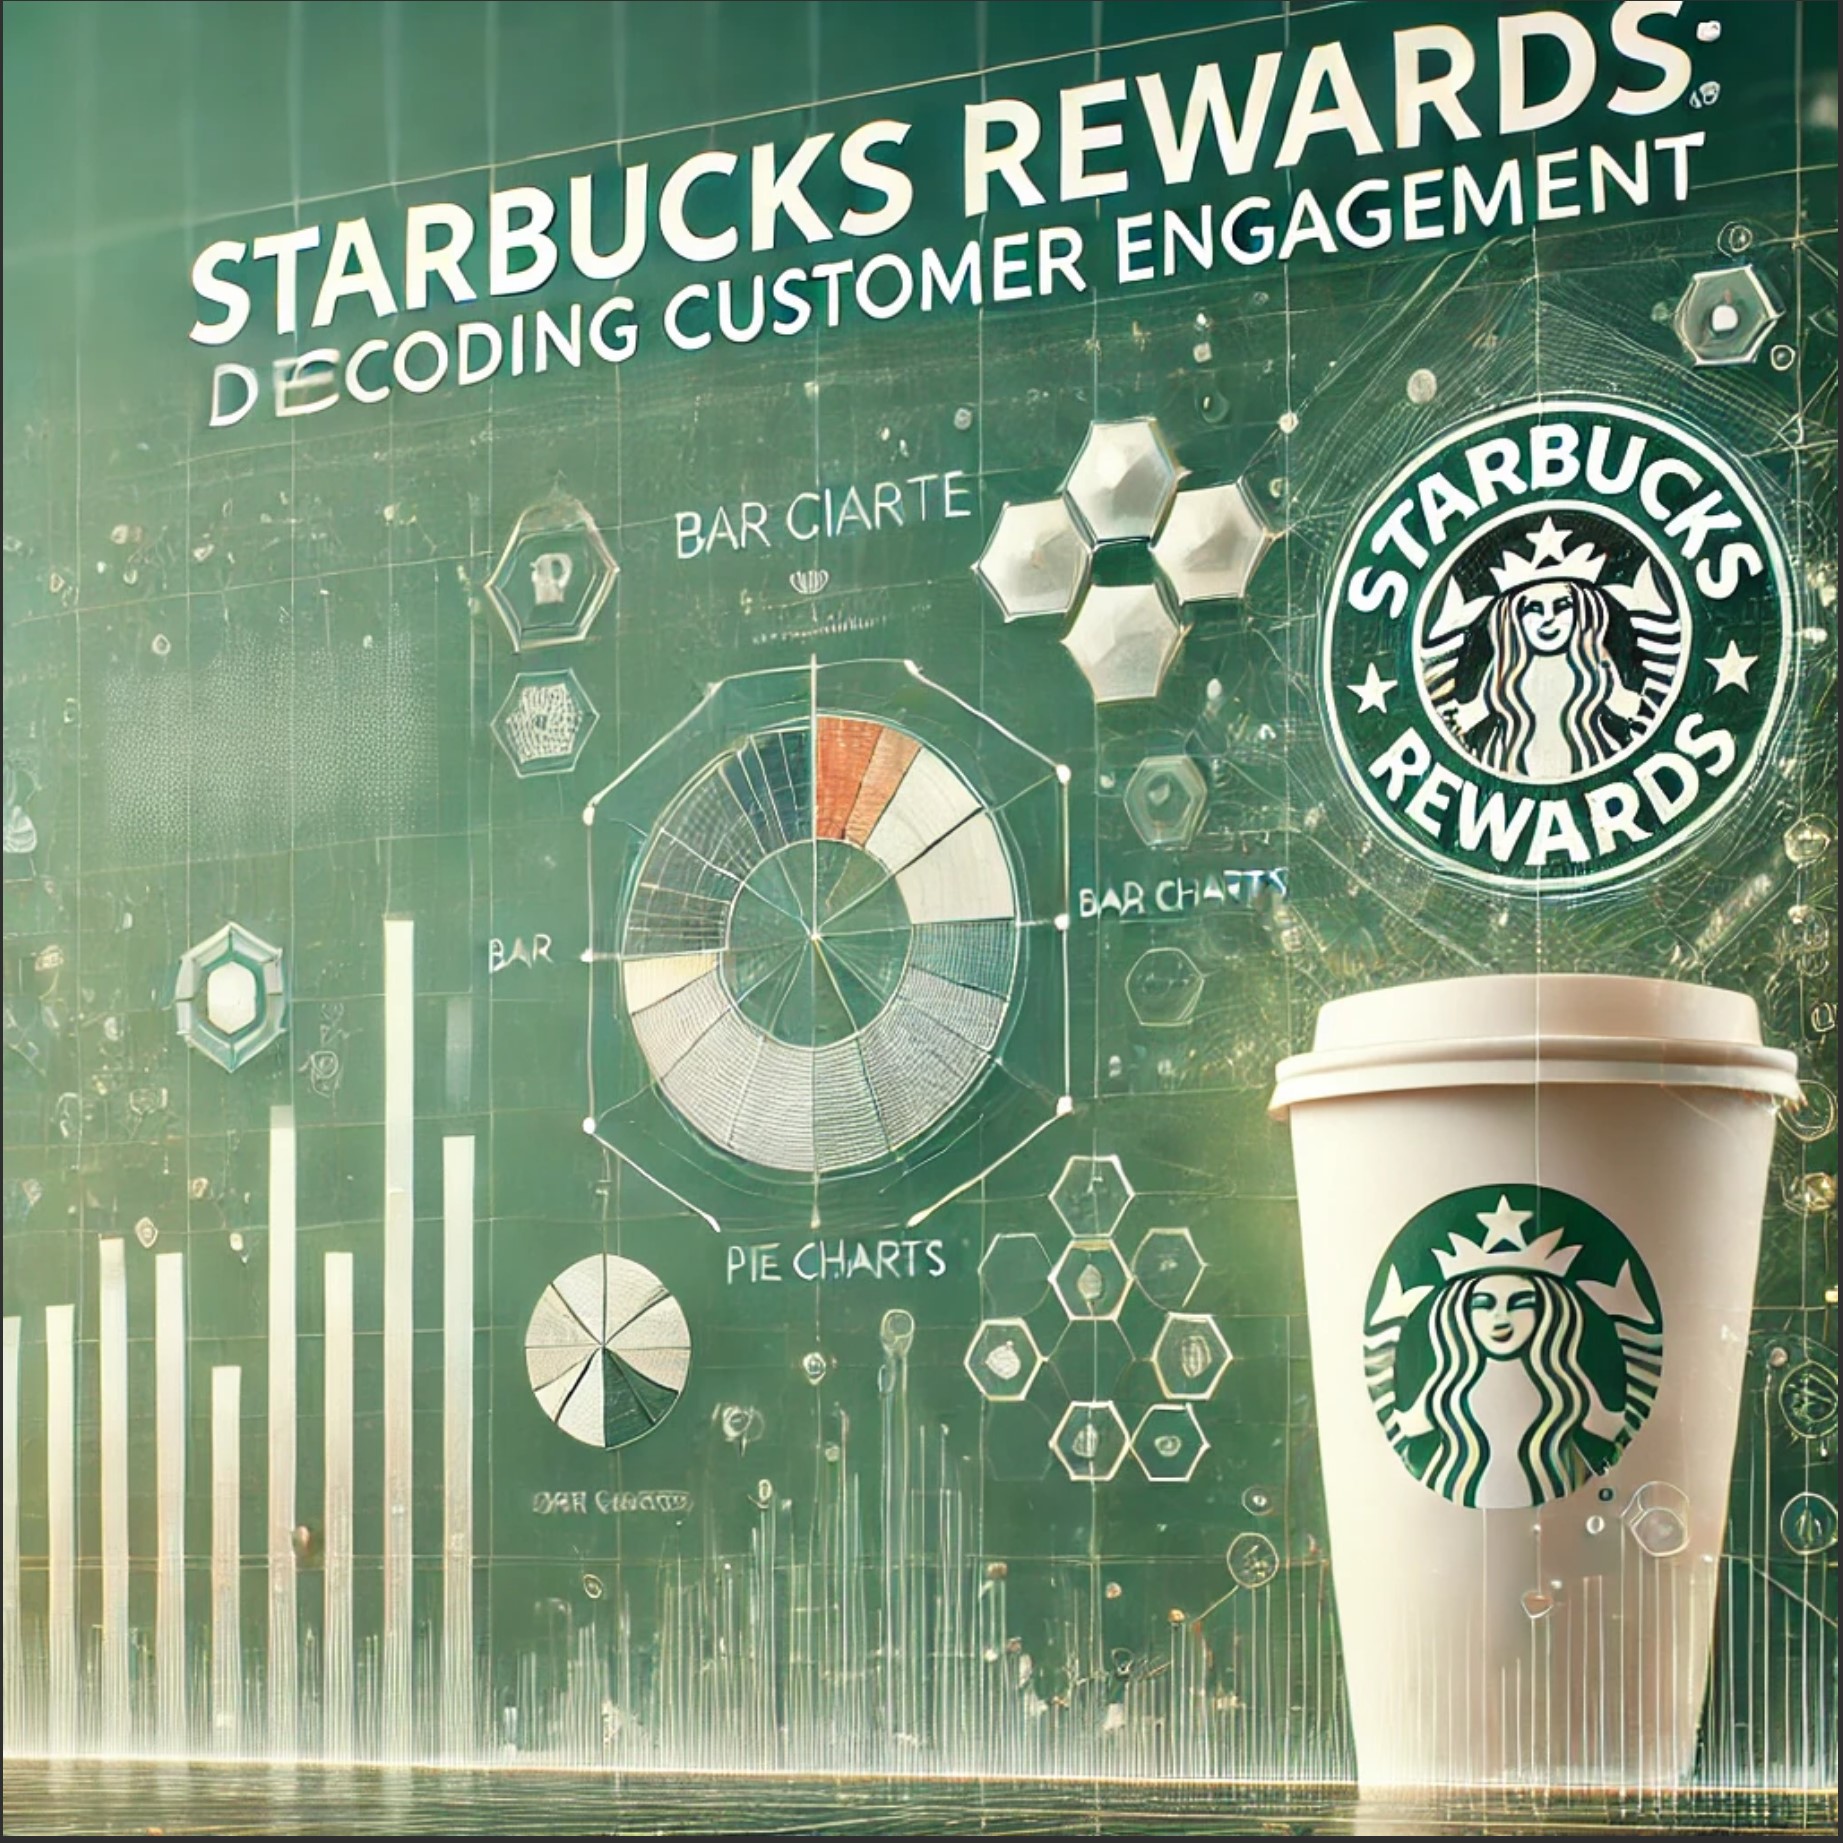 STARBUCKS REWARDS:
DECODING CUSTOMER ENGAGEMENT
BAR CIARTE
STARBUCKS
REWARDS
BAR CHARTS
BAR
PIE CHARTS